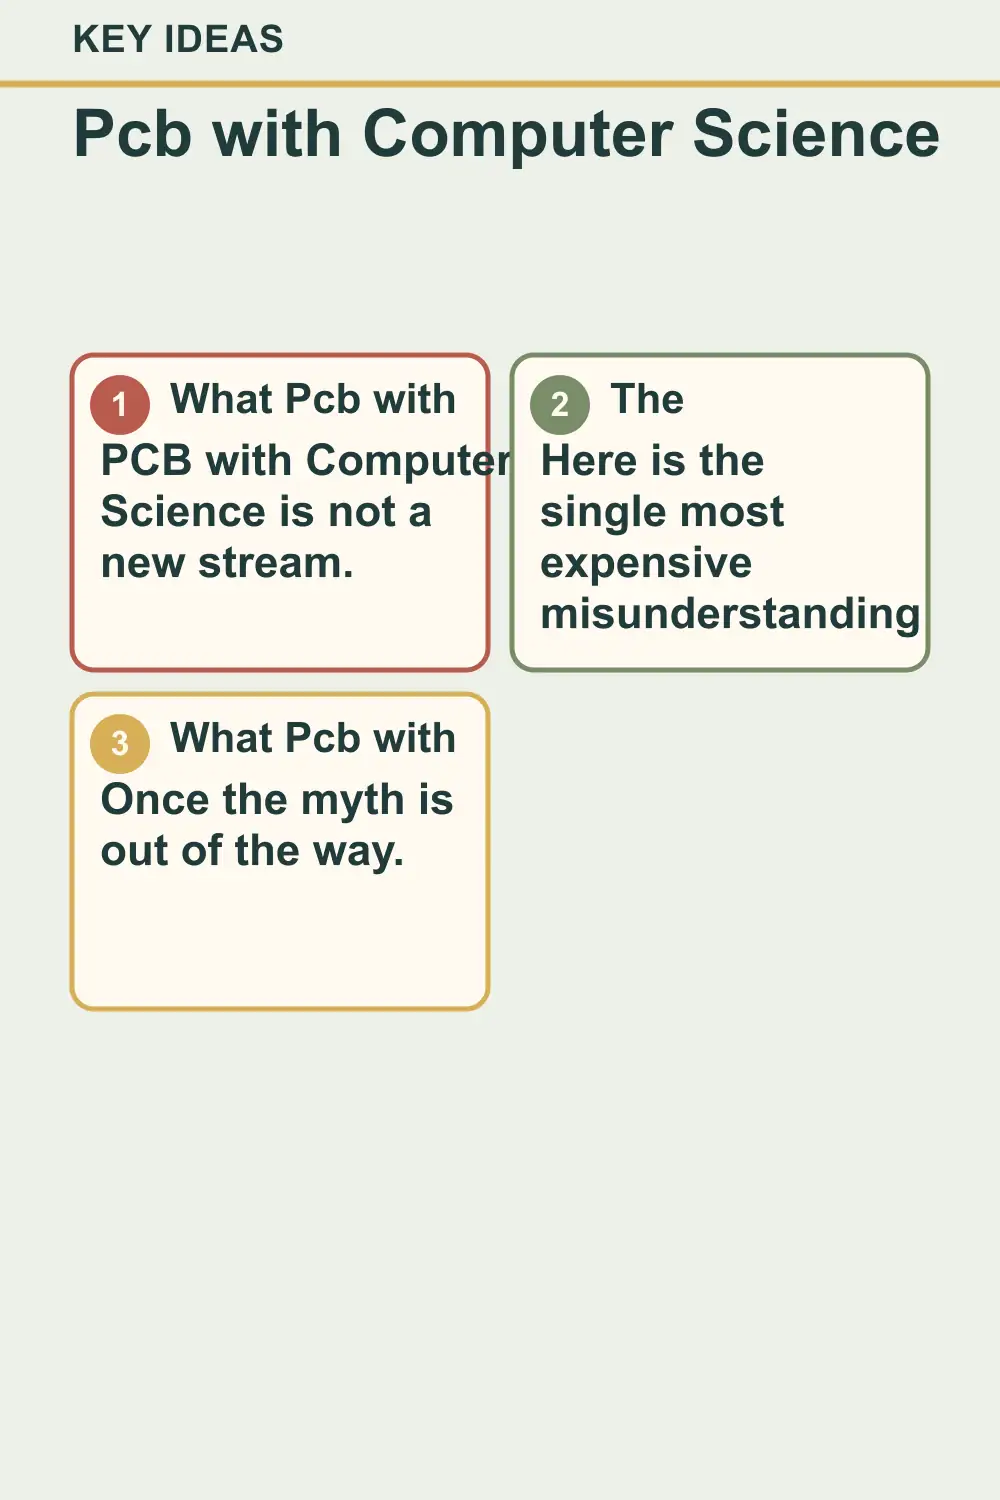 KEY IDEAS
Pcb with Computer Science
1 What Pcb with
PCB with Computer
Science is not a
new stream.
2 The
Here is the
single most
expensive
misunderstanding
3 What Pcb with
Once the myth is
out of the way.